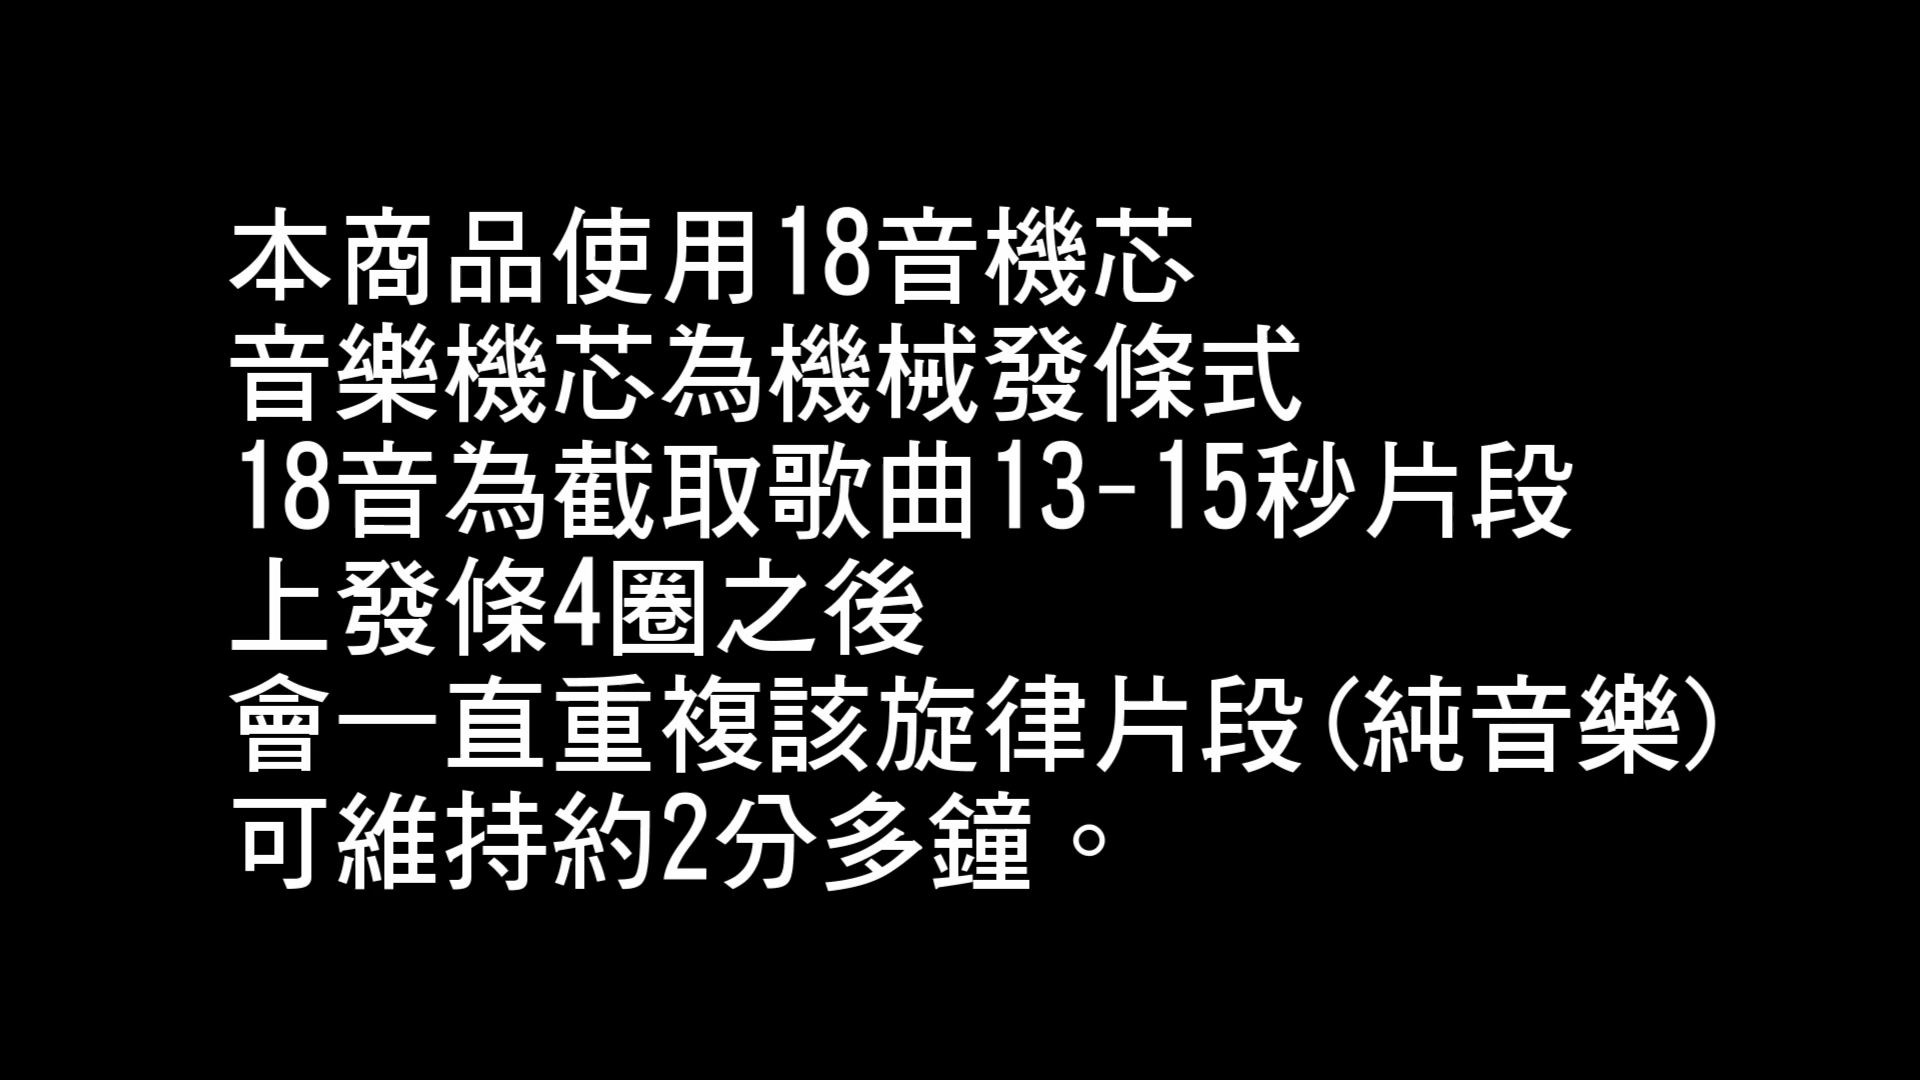 本商品使用18音機芯
音樂機芯為機械發條式
18音為截取歌曲13-15秒片段
上發條4圈之後
會一直重複該旋律片段(純音樂)
可維持約2分多鐘。